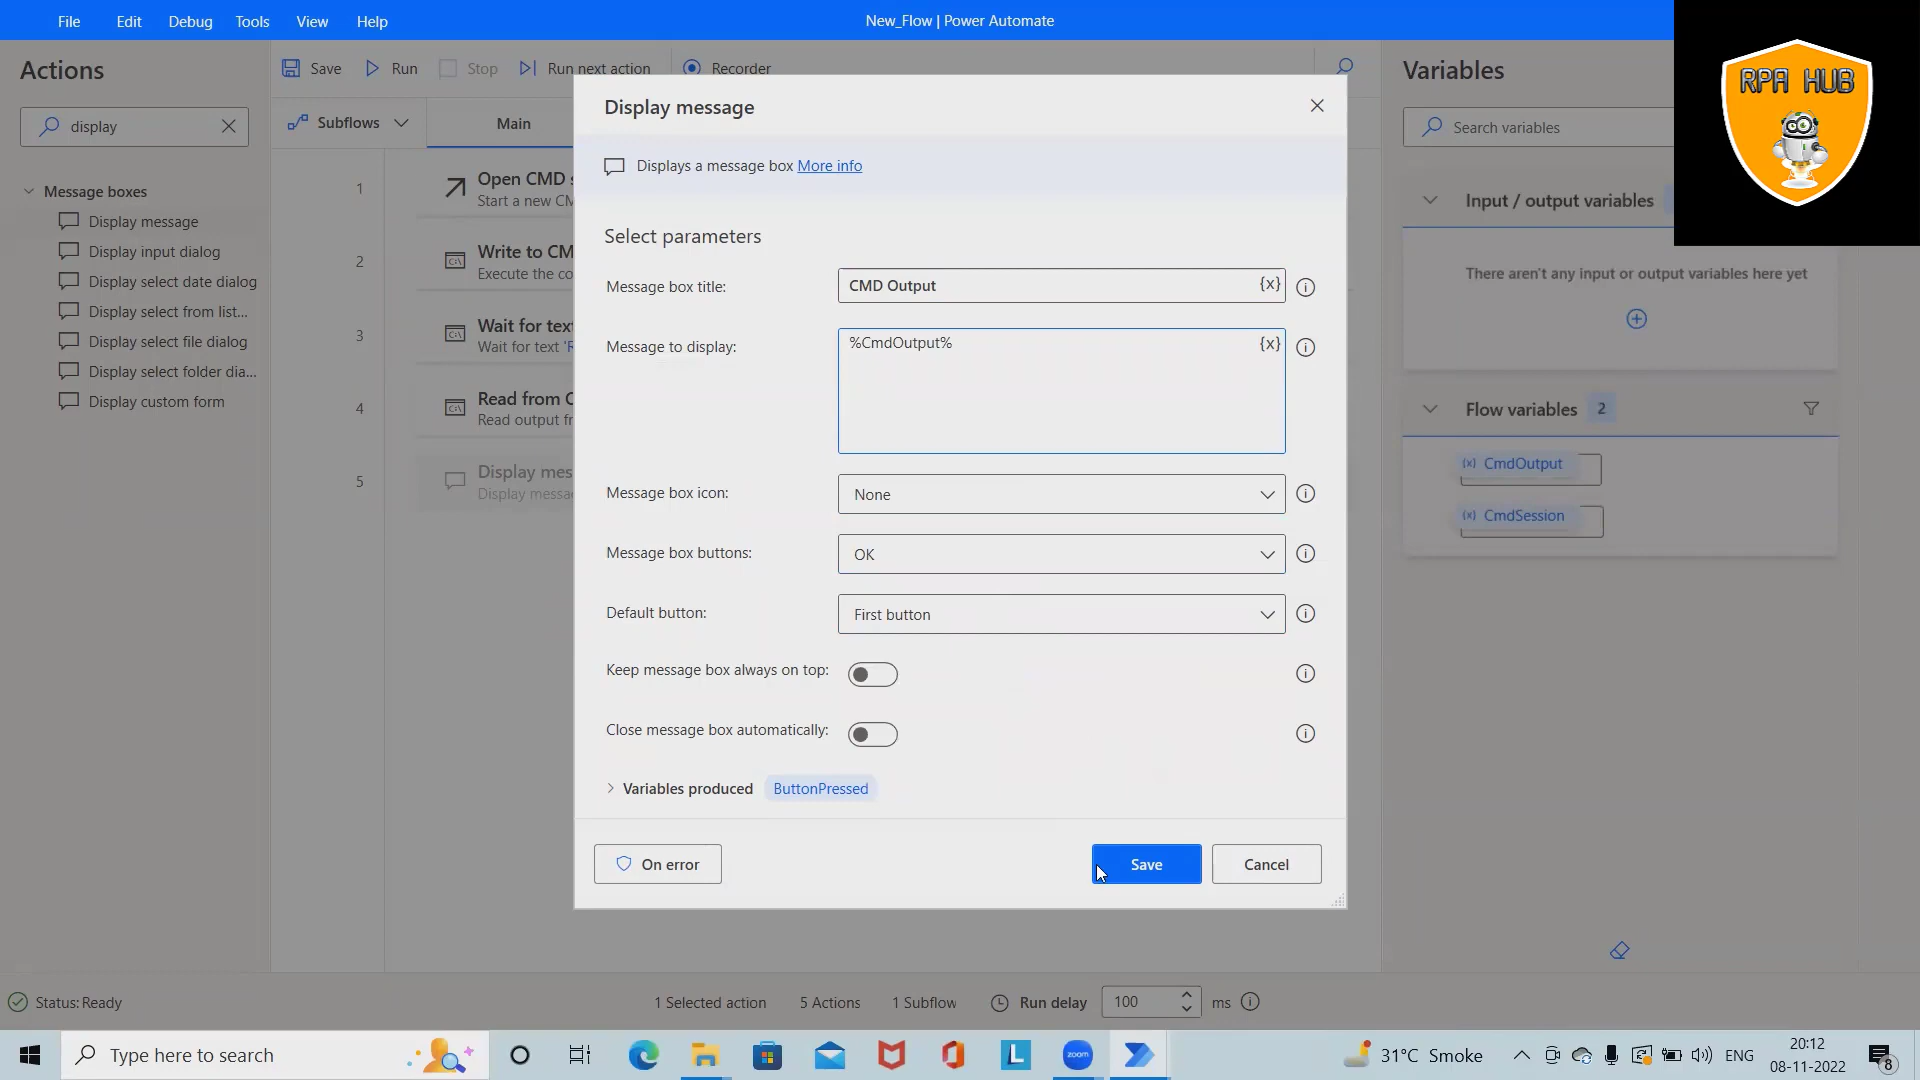 File Edit Debug Tools View Help
New_Flow | Power Automate
RPA HUB
Actions
display
Message boxes
Display message
Display input dialog
Display select date dialog
Display select from list...
Display select file dialog
Display select folder dia...
Display custom form
Save Run Stop Run next action Recorder
Subflows Main
1 Open CMD s
Start a new CM
2 Write to CM
Execute the co
3 Wait for text
Wait for text
4 Read from C
Read output fr
5 Display mes
Display messa
Display message
Displays a message box More info
Select parameters
Message box title: CMD Output {x}
Message to display: %CmdOutput% {x}
Message box icon: None
Message box buttons: OK
Default button: First button
Keep message box always on top:
Close message box automatically:
Variables produced ButtonPressed
On error Save Cancel
Variables
Search variables
Input / output variables
There aren't any input or output variables here yet
Flow variables 2
{x} CmdOutput
{x} CmdSession
Status: Ready 1 Selected action 5 Actions 1 Subflow Run delay 100 ms
Type here to search
zoom
L
31°C Smoke
ENG
20:12
08-11-2022
8